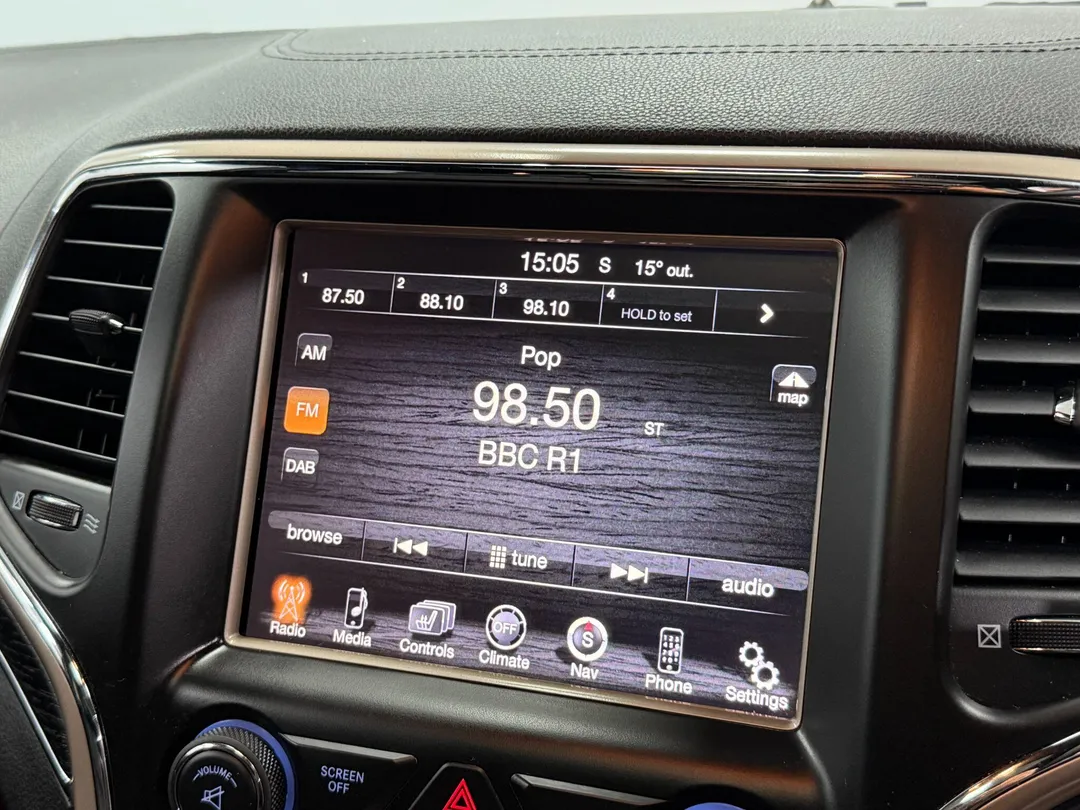 15:05 S 15° out.
1 87.50 2 88.10 3 98.10 4 HOLD to set
AM
Pop
map
98.50 ST
FM
BBC R1
DAB
browse tune audio
Radio Media Controls OFF Climate S Nav Phone Settings
VOLUME
SCREEN
OFF